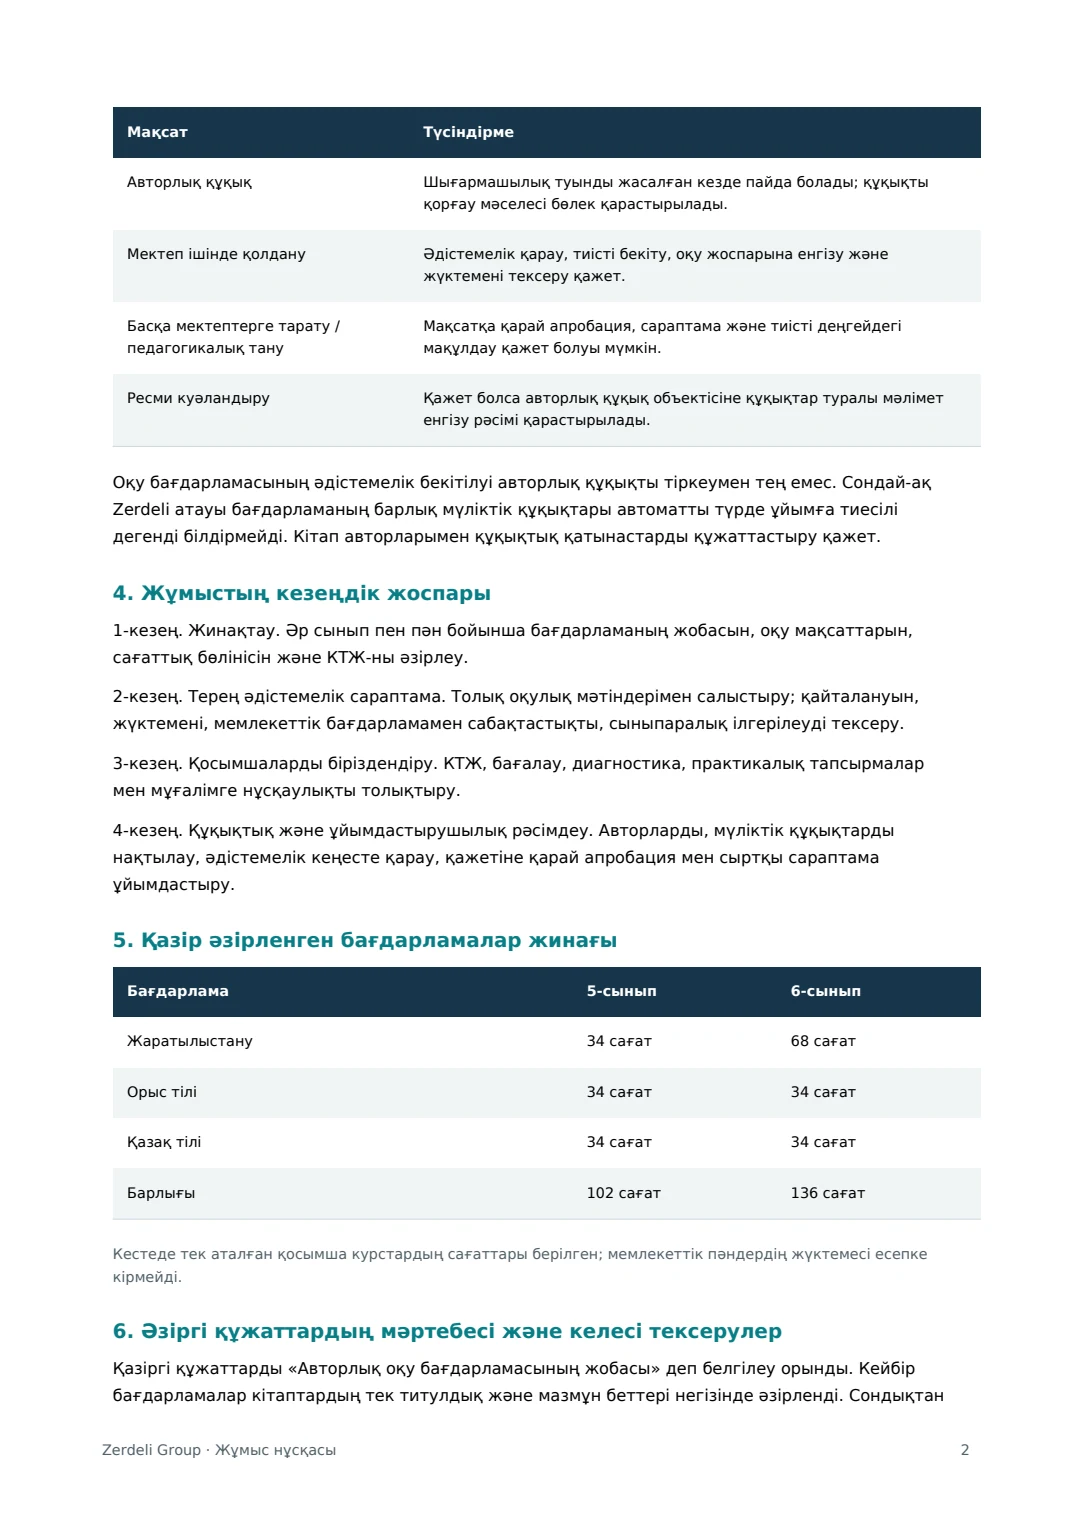 Мақсат Түсіндірме
Авторлық құқық Шығармашылық туынды жасалған кезде пайда болады; құқықты
қорғау мәселесі бөлек қарастырылады.
Мектеп ішінде қолдану Әдістемелік қарау, тиісті бекіту, оқу жоспарына енгізу және
жүктемені тексеру қажет.
Басқа мектептерге тарату / Мақсатқа қарай апробация, сараптама және тиісті деңгейдегі
педагогикалық тану мақұлдау қажет болуы мүмкін.
Ресми куәландыру Қажет болса авторлық құқық объектісіне құқықтар туралы мәлімет
енгізу рәсімі қарастырылады.
Оқу бағдарламасының әдістемелік бекітілуі авторлық құқықты тіркеумен тең емес. Сондай-ақ
Zerdeli атауы бағдарламаның барлық мүліктік құқықтары автоматты түрде ұйымға тиесілі
дегенді білдірмейді. Кітап авторларымен құқықтық қатынастарды құжаттастыру қажет.
4. Жұмыстың кезеңдік жоспары
1-кезең. Жинақтау. Әр сынып пен пән бойынша бағдарламаның жобасын, оқу мақсаттарын,
сағаттық бөлінісін және КТЖ-ны әзірлеу.
2-кезең. Терең әдістемелік сараптама. Толық оқулық мәтіндерімен салыстыру; қайталануын,
жүктемені, мемлекеттік бағдарламамен сабақтастықты, сыныпаралық ілгерілеуді тексеру.
3-кезең. Қосымшаларды біріздендіру. КТЖ, бағалау, диагностика, практикалық тапсырмалар
мен мұғалімге нұсқаулықты толықтыру.
4-кезең. Құқықтық және ұйымдастырушылық рәсімдеу. Авторларды, мүліктік құқықтарды
нақтылау, әдістемелік кеңесте қарау, қажетіне қарай апробация мен сыртқы сараптама
ұйымдастыру.
5. Қазір әзірленген бағдарламалар жинағы
Бағдарлама 5-сынып 6-сынып
Жаратылыстану 34 сағат 68 сағат
Орыс тілі 34 сағат 34 сағат
Қазақ тілі 34 сағат 34 сағат
Барлығы 102 сағат 136 сағат
Кестеде тек аталған қосымша курстардың сағаттары берілген; мемлекеттік пәндердің жүктемесі есепке
кірмейді.
6. Әзіргі құжаттардың мәртебесі және келесі тексерулер
Қазіргі құжаттарды «Авторлық оқу бағдарламасының жобасы» деп белгілеу орынды. Кейбір
бағдарламалар кітаптардың тек титулдық және мазмұн беттері негізінде әзірленді. Сондықтан
Zerdeli Group · Жұмыс нұсқасы 2